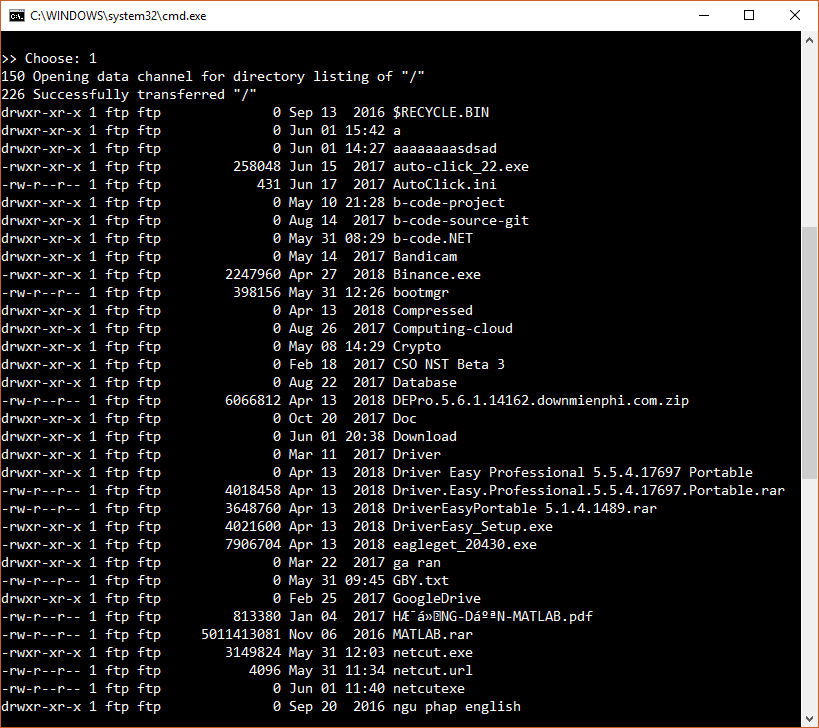 C:\WINDOWS\system32\cmd.exe
>> Choose: 1
150 Opening data channel for directory listing of "/"
226 Successfully transferred "/"
drwxr-xr-x 1 ftp ftp              0 Sep 13  2016 $RECYCLE.BIN
drwxr-xr-x 1 ftp ftp              0 Jun 01 15:42 a
drwxr-xr-x 1 ftp ftp              0 Jun 01 14:27 aaaaaaaasdsad
-rwxr-xr-x 1 ftp ftp         258048 Jun 15  2017 auto-click_22.exe
-rw-r--r-- 1 ftp ftp            431 Jun 17  2017 AutoClick.ini
drwxr-xr-x 1 ftp ftp              0 May 10 21:28 b-code-project
drwxr-xr-x 1 ftp ftp              0 Aug 14  2017 b-code-source-git
drwxr-xr-x 1 ftp ftp              0 May 31 08:29 b-code.NET
drwxr-xr-x 1 ftp ftp              0 May 14  2017 Bandicam
-rwxr-xr-x 1 ftp ftp        2247960 Apr 27  2018 Binance.exe
-rw-r--r-- 1 ftp ftp         398156 May 31 12:26 bootmgr
drwxr-xr-x 1 ftp ftp              0 Apr 13  2018 Compressed
drwxr-xr-x 1 ftp ftp              0 Aug 26  2017 Computing-cloud
drwxr-xr-x 1 ftp ftp              0 May 08 14:29 Crypto
drwxr-xr-x 1 ftp ftp              0 Feb 18  2017 CSO NST Beta 3
drwxr-xr-x 1 ftp ftp              0 Aug 22  2017 Database
-rw-r--r-- 1 ftp ftp        6066812 Apr 13  2018 DEPro.5.6.1.14162.downmienphi.com.zip
drwxr-xr-x 1 ftp ftp              0 Oct 20  2017 Doc
drwxr-xr-x 1 ftp ftp              0 Jun 01 20:38 Download
drwxr-xr-x 1 ftp ftp              0 Mar 11  2017 Driver
drwxr-xr-x 1 ftp ftp              0 Apr 13  2018 Driver Easy Professional 5.5.4.17697 Portable
-rw-r--r-- 1 ftp ftp        4018458 Apr 13  2018 Driver.Easy.Professional.5.5.4.17697.Portable.rar
-rw-r--r-- 1 ftp ftp        3648760 Apr 13  2018 DriverEasyPortable 5.1.4.1489.rar
-rwxr-xr-x 1 ftp ftp        4021600 Apr 13  2018 DriverEasy_Setup.exe
-rwxr-xr-x 1 ftp ftp        7906704 Apr 13  2018 eagleget_20430.exe
drwxr-xr-x 1 ftp ftp              0 Mar 22  2017 ga ran
-rw-r--r-- 1 ftp ftp              0 May 31 09:45 GBY.txt
drwxr-xr-x 1 ftp ftp              0 Feb 25  2017 GoogleDrive
-rw-r--r-- 1 ftp ftp         813380 Jan 04  2017
-rw-r--r-- 1 ftp ftp     5011413081 Nov 06  2016 MATLAB.rar
-rwxr-xr-x 1 ftp ftp        3149824 May 31 12:03 netcut.exe
-rw-r--r-- 1 ftp ftp           4096 May 31 11:34 netcut.url
-rw-r--r-- 1 ftp ftp              0 Jun 01 11:40 netcutexe
drwxr-xr-x 1 ftp ftp              0 Sep 20  2016 ngu phap english